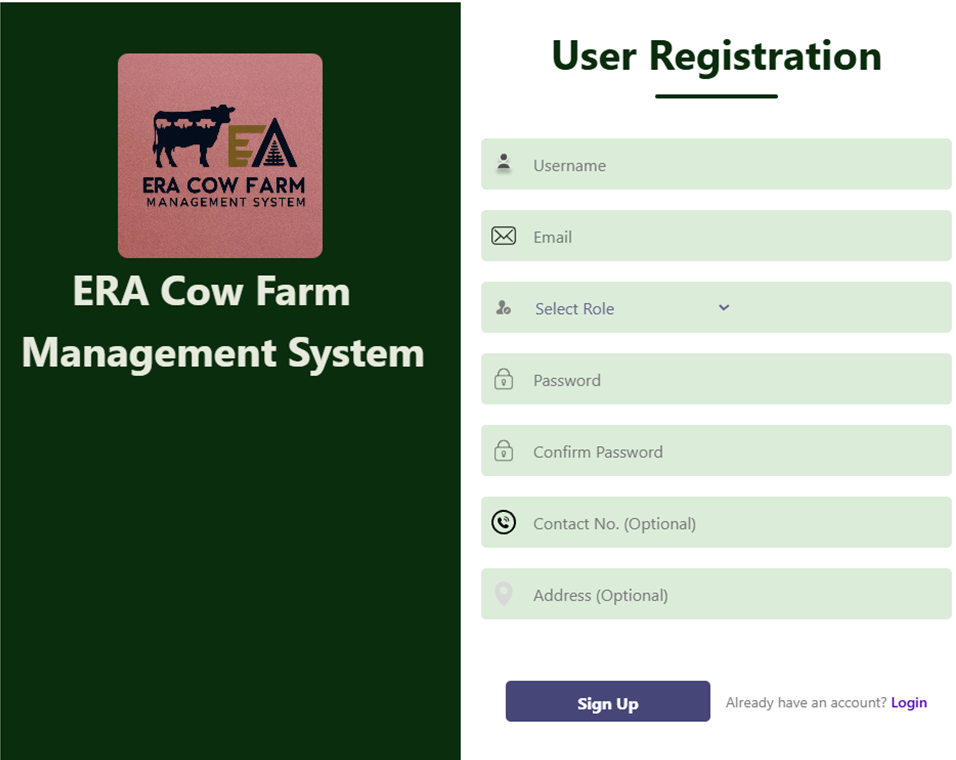 EA
ERA COW FARM
MANAGEMENT SYSTEM
ERA Cow Farm
Management System
User Registration
Username
Email
Select Role
Password
Confirm Password
Contact No. (Optional)
Address (Optional)
Sign Up
Already have an account? Login